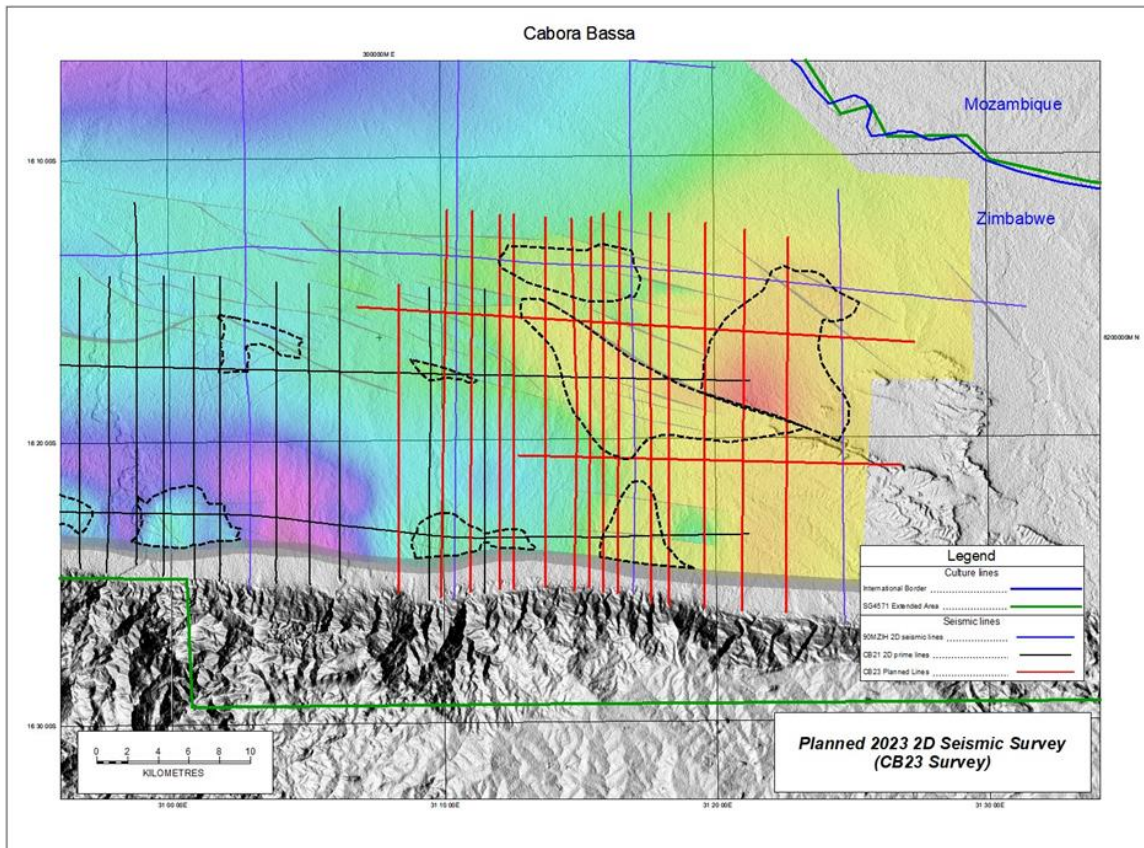 Cabora Bassa
300000M E
Mozambique
16 10 00S
Zimbabwe
8200000M N
16 20 00S
Legend
Culture lines
International Border
SG4571 Extended Area
Seismic lines
90MZIH 2D seismic lines
CB21 2D prime lines
CB23 Planned Lines
16 30 00S
0 2 4 6 8 10
KILOMETRES
Planned 2023 2D Seismic Survey
(CB23 Survey)
31 00 00E
31 10 00E
31 20 00E
31 30 00E